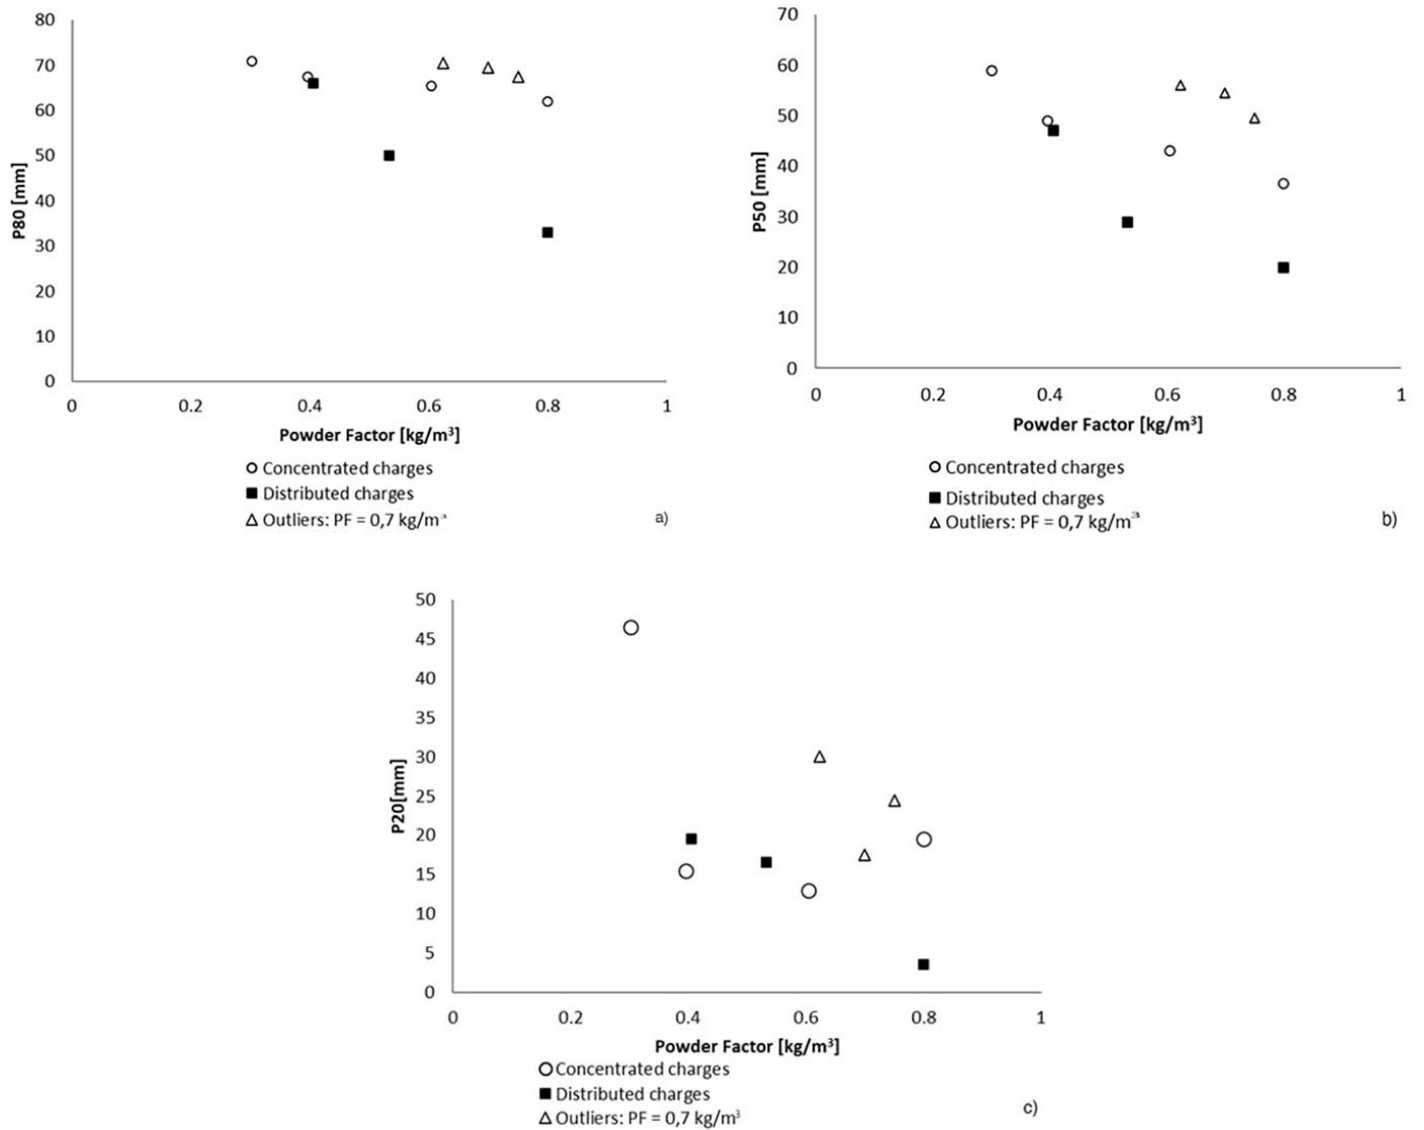 80
70
60
50
40
30
20
10
0
P80 [mm]
0 0.2 0.4 0.6 0.8 1
Powder Factor [kg/m³]
Concentrated charges
Distributed charges
Outliers: PF = 0,7 kg/m³
a)
70
60
50
40
30
20
10
0
P50 [mm]
0 0.2 0.4 0.6 0.8 1
Powder Factor [kg/m³]
Concentrated charges
Distributed charges
Outliers: PF = 0,7 kg/m³
b)
50
45
40
35
30
25
20
15
10
5
0
P20[mm]
0 0.2 0.4 0.6 0.8 1
Powder Factor [kg/m³]
Concentrated charges
Distributed charges
Outliers: PF = 0,7 kg/m³
c)